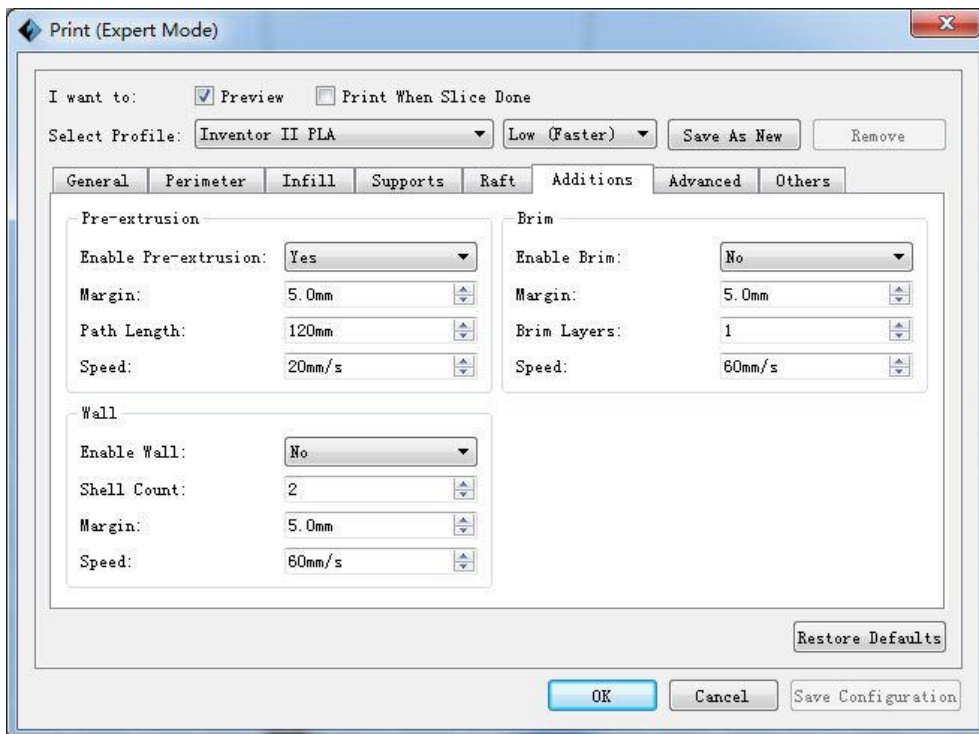 Print (Expert Mode)
I want to: Preview Print When Slice Done
Select Profile: Inventor II PLA Low (Faster) Save As New Remove
General Perimeter Infill Supports Raft Additions Advanced Others
Pre-extrusion
Enable Pre-extrusion: Yes
Margin: 5.0mm
Path Length: 120mm
Speed: 20mm/s
Brim
Enable Brim: No
Margin: 5.0mm
Brim Layers: 1
Speed: 60mm/s
Wall
Enable Wall: No
Shell Count: 2
Margin: 5.0mm
Speed: 60mm/s
Restore Defaults
OK Cancel Save Configuration